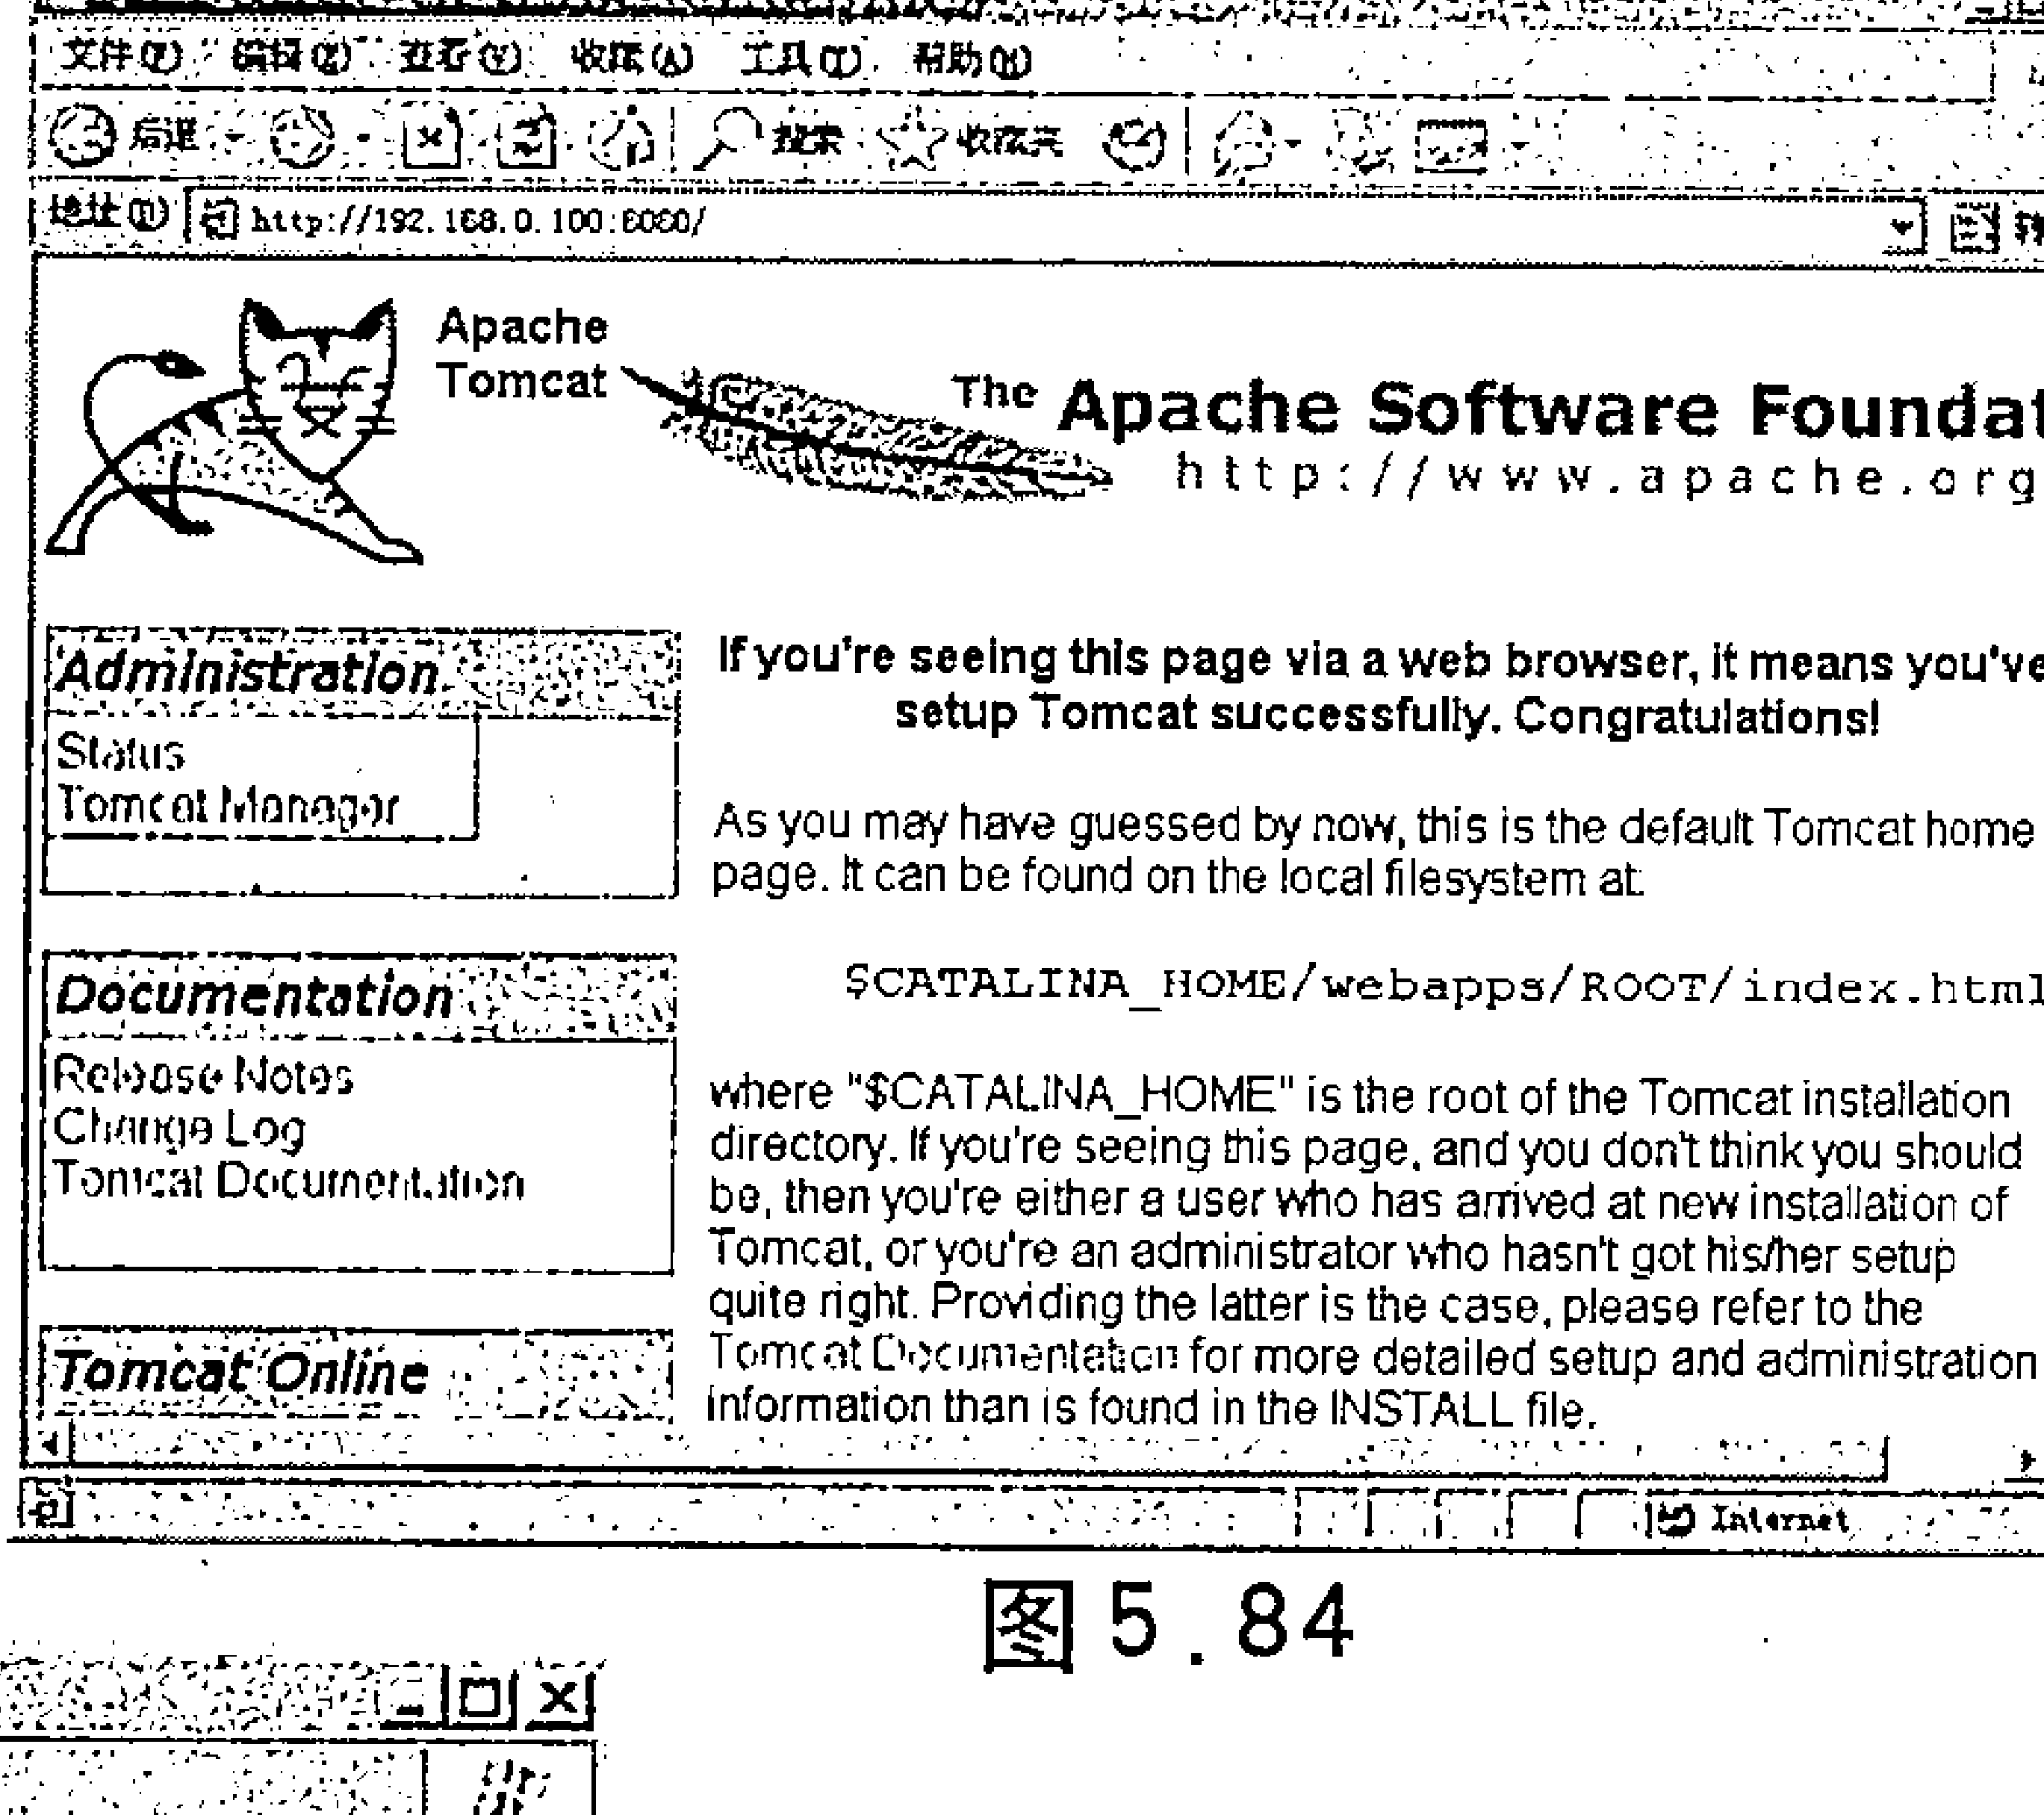 文件(F) 编辑(E) 查看(V) 收藏(A) 工具(T) 帮助(H)
后退 搜索 收藏夹
地址(D) http://192.168.0.100:8080/
Apache
Tomcat
The Apache Software Foundat
http://www.apache.org
Administration
Status
Tomcat Manager
Documentation
Release Notes
Change Log
Tomcat Documentation
Tomcat Online
If you're seeing this page via a web browser, it means you've
setup Tomcat successfully. Congratulations!
As you may have guessed by now, this is the default Tomcat home
page. It can be found on the local filesystem at:
$CATALINA_HOME/webapps/ROOT/index.html
where "$CATALINA_HOME" is the root of the Tomcat installation
directory. If you're seeing this page, and you don't think you should
be, then you're either a user who has arrived at new installation of
Tomcat, or you're an administrator who hasn't got his/her setup
quite right. Providing the latter is the case, please refer to the
Tomcat Documentation for more detailed setup and administration
information than is found in the INSTALL file.
Internet
图 5.84